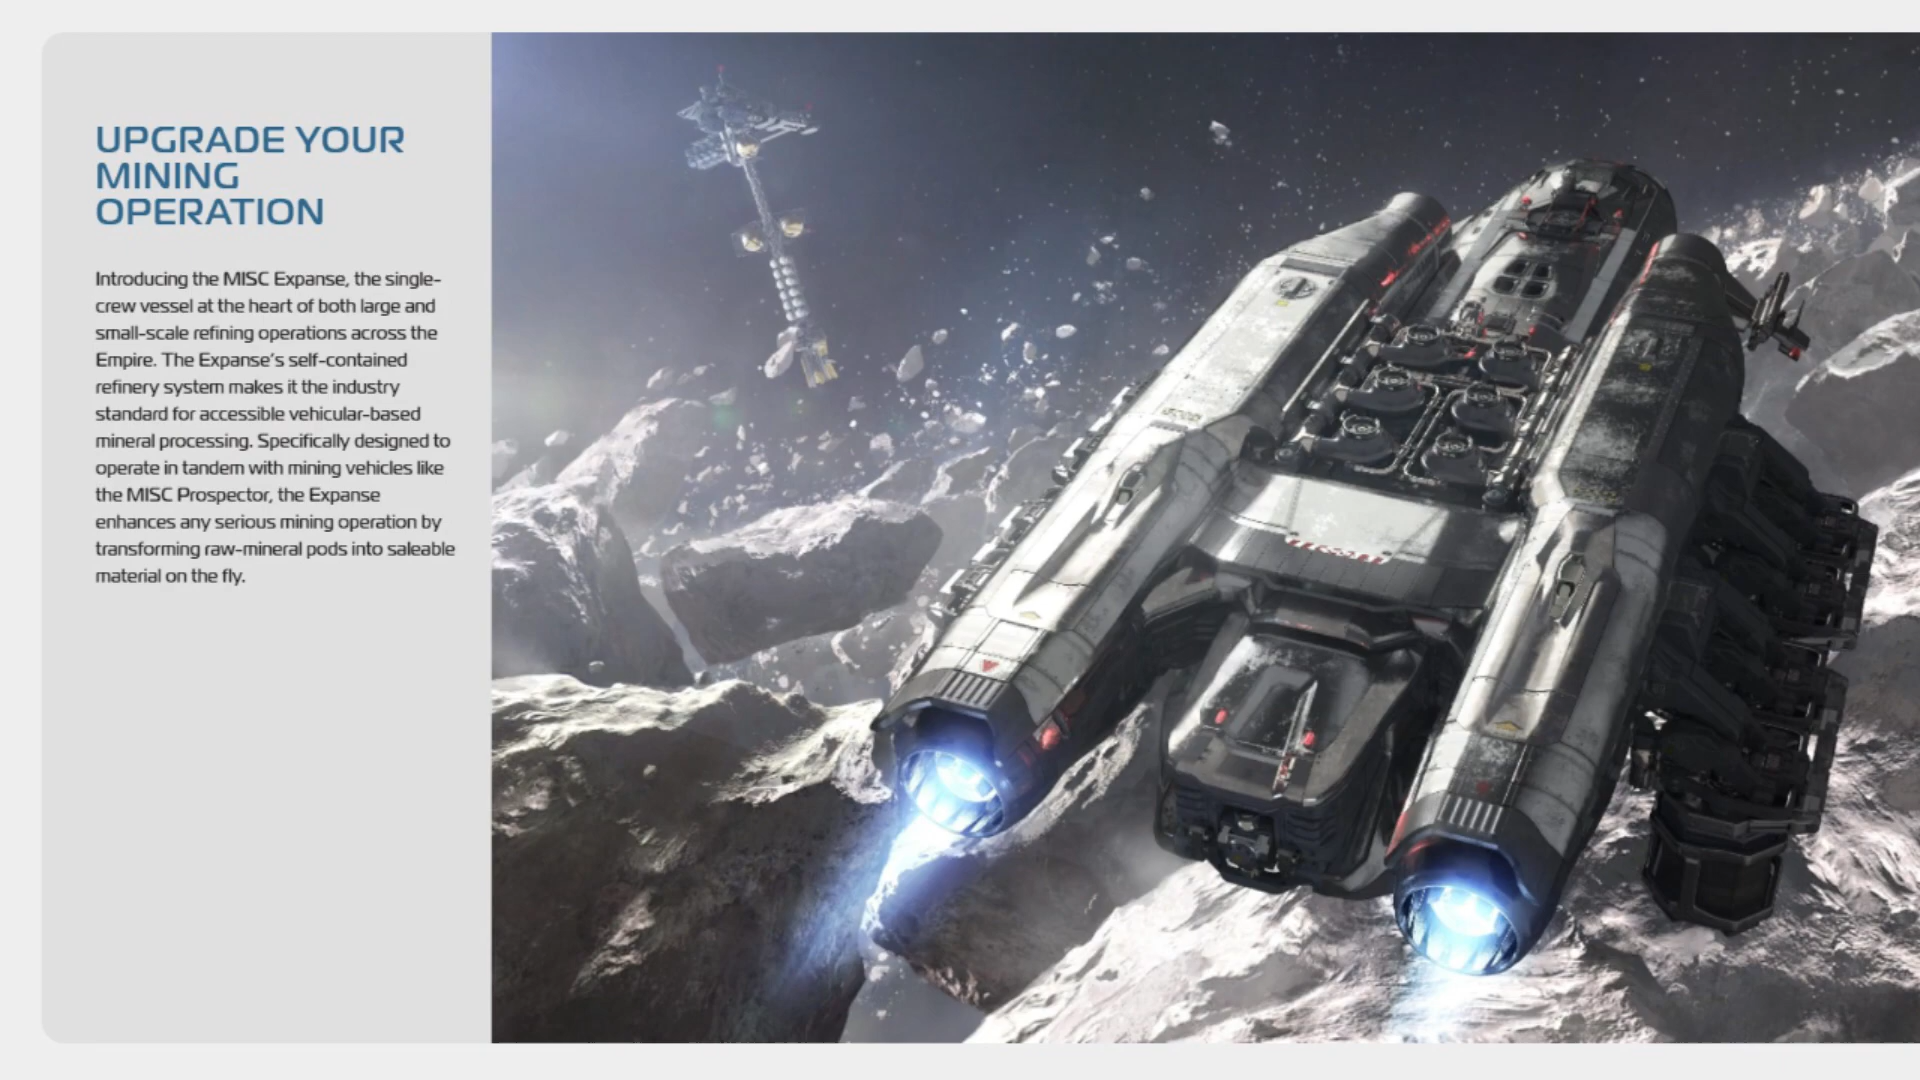 UPGRADE YOUR
MINING
OPERATION
Introducing the MISC Expanse, the single-
crew vessel at the heart of both large and
small-scale refining operations across the
Empire. The Expanse's self-contained
refinery system makes it the industry
standard for accessible vehicular-based
mineral processing. Specifically designed to
operate in tandem with mining vehicles like
the MISC Prospector, the Expanse
enhances any serious mining operation by
transforming raw-mineral pods into saleable
material on the fly.